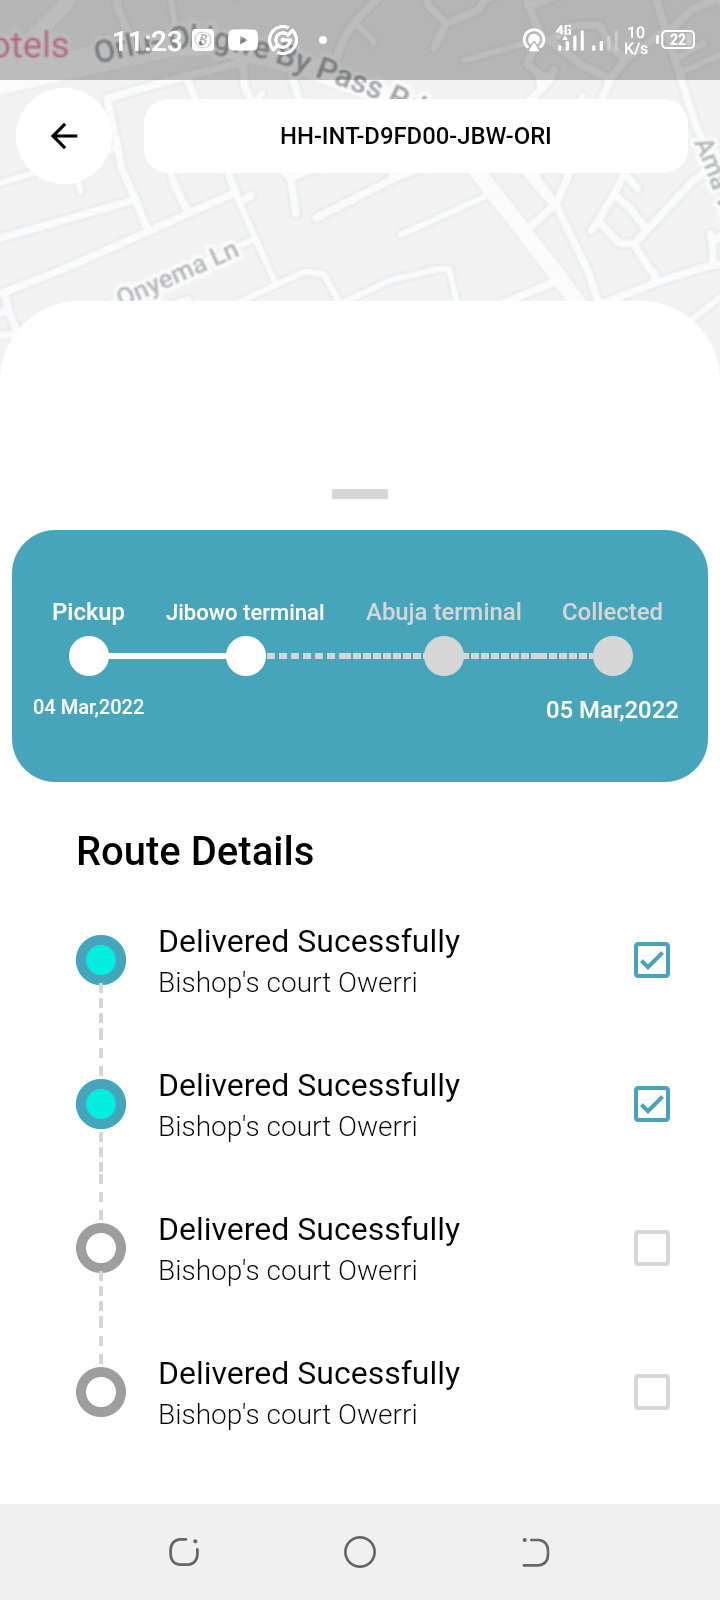 otels
11:23
4G
10
K/s
22
By Pass
HH-INT-D9FD00-JBW-ORI
Onyema Ln
Pickup
Jibowo terminal
Abuja terminal
Collected
04 Mar,2022
05 Mar,2022
Route Details
Delivered Sucessfully
Bishop's court Owerri
Delivered Sucessfully
Bishop's court Owerri
Delivered Sucessfully
Bishop's court Owerri
Delivered Sucessfully
Bishop's court Owerri